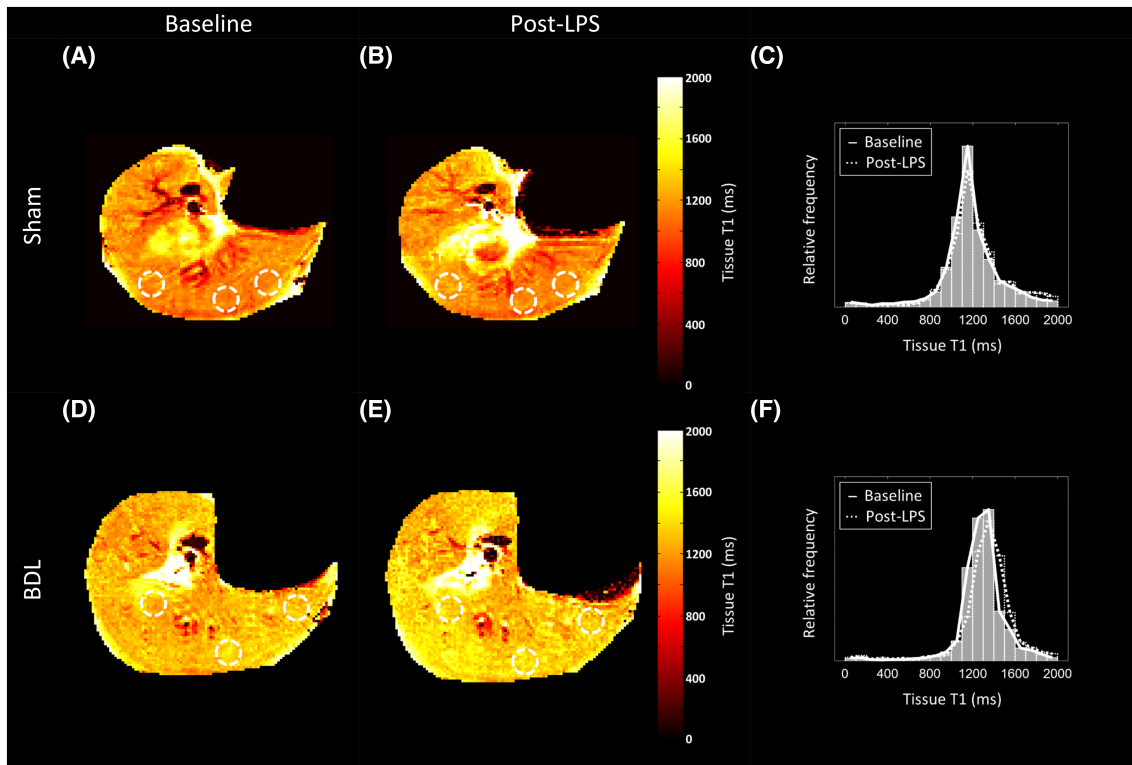 Baseline
Post-LPS
(A)
(B)
(C)
Sham
2000
1600
1200
800
400
0
Tissue T1 (ms)
Relative frequency
Baseline
Post-LPS
0 400 800 1200 1600 2000
Tissue T1 (ms)
(D)
(E)
(F)
BDL
2000
1600
1200
800
400
0
Tissue T1 (ms)
Relative frequency
Baseline
Post-LPS
0 400 800 1200 1600 2000
Tissue T1 (ms)